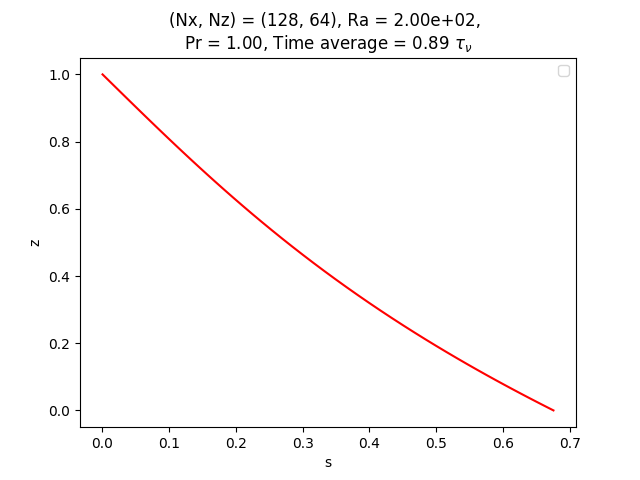 (Nx, Nz) = (128, 64), Ra = 2.00e+02,
Pr = 1.00, Time average = 0.89 τν
1.0
0.8
0.6
0.4
0.2
0.0
z
0.0 0.1 0.2 0.3 0.4 0.5 0.6 0.7
s